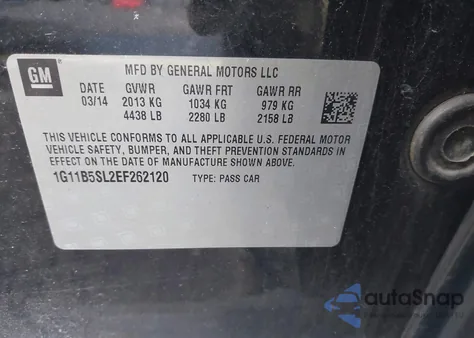 GM
MFD BY GENERAL MOTORS LLC
DATE GVWR GAWR FRT GAWR RR
03/14 2013 KG 1034 KG 979 KG
4438 LB 2280 LB 2158 LB
THIS VEHICLE CONFORMS TO ALL APPLICABLE U.S. FEDERAL MOTOR
VEHICLE SAFETY, BUMPER, AND THEFT PREVENTION STANDARDS IN
EFFECT ON THE DATE OF MANUFACTURE SHOWN ABOVE.
1G11B5SL2EF262120 TYPE: PASS CAR
autoSnap